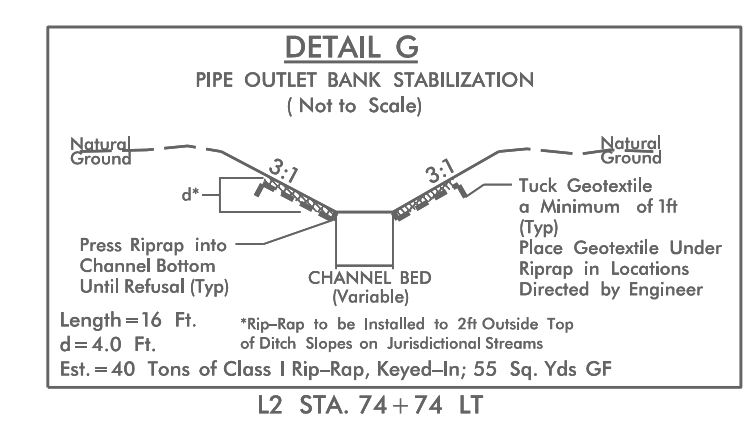 DETAIL G
PIPE OUTLET BANK STABILIZATION
( Not to Scale)
Natural
Ground
Natural
Ground
3:1
3:1
d*
Tuck Geotextile
a Minimum of 1ft
(Typ)
Place Geotextile Under
Riprap in Locations
Directed by Engineer
Press Riprap into
Channel Bottom
Until Refusal (Typ)
CHANNEL BED
(Variable)
Length=16 Ft.
d=4.0 Ft.
*Rip-Rap to be Installed to 2ft Outside Top
of Ditch Slopes on Jurisdictional Streams
Est.=40 Tons of Class I Rip-Rap, Keyed-In; 55 Sq. Yds GF
L2 STA. 74+74 LT